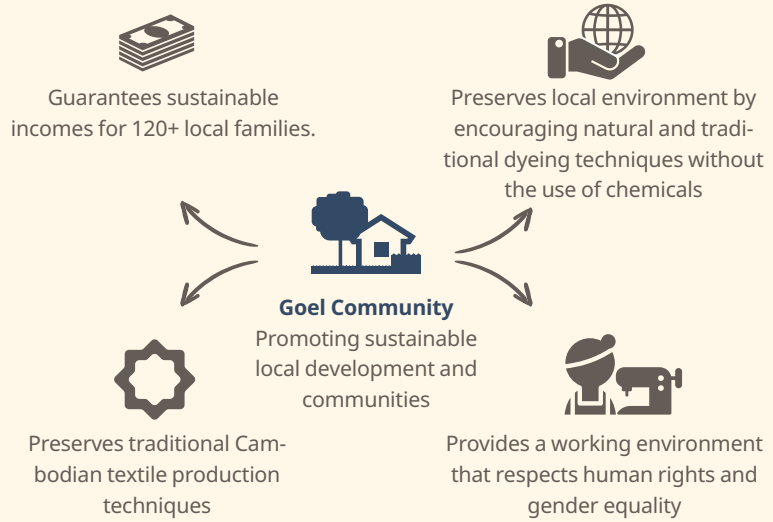 Guarantees sustainable
incomes for 120+ local families.
Preserves local environment by
encouraging natural and tradi-
tional dyeing techniques without
the use of chemicals
Goel Community
Promoting sustainable
local development and
communities
Preserves traditional Cam-
bodian textile production
techniques
Provides a working environment
that respects human rights and
gender equality